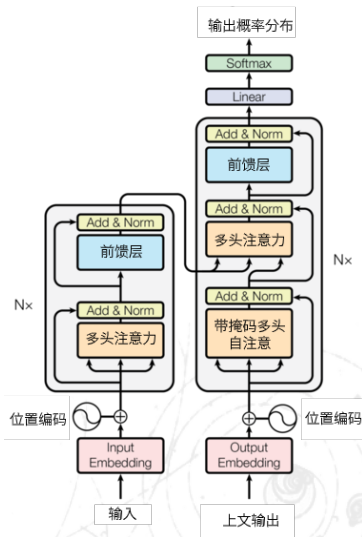 输出概率分布
Softmax
Linear
Add & Norm
前馈层
Add & Norm
多头注意力
Add & Norm
带掩码多头
自注意
N×
Add & Norm
前馈层
Add & Norm
多头注意力
N×
位置编码
位置编码
Input
Embedding
Output
Embedding
输入
上文输出